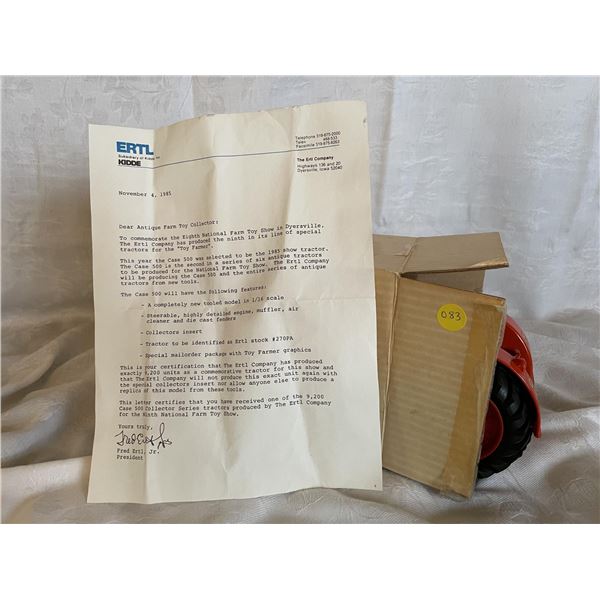 ERTL
Subsidiary of Kidde
KIDDE
Telephone 319-875-2000
Telex
Facsimile 319-875-8263
The Ertl Company
Highways 136 and 20
Dyersville, Iowa 52040
November 4, 1985
Dear Antique Farm Toy Collector:
To commemorate the Eighth National Farm Toy Show in Dyersville,
The Ertl Company has produced the ninth in its line of special
tractors for the "Toy Farmer".
This year the Case 500 was selected to be the 1985 show tractor.
The Case 500 is the second in a series of six antique tractors
to be produced for the National Farm Toy Show. The Ertl Company
will be producing the Case 500 and the entire series of antique
tractors from new tools.
The Case 500 will have the following features:
- A completely new tooled model in 1/16 scale
- Steerable, highly detailed engine, muffler, air
cleaner and die cast fenders
- Collectors insert
- Tractor to be identified as Ertl stock #270PA
- Special mailorder package with Toy Farmer graphics
This is your certification that The Ertl Company has produced
exactly 9,200 units as a commemorative tractor for this show and
that The Ertl Company will not produce this exact unit again with
the special collectors insert nor allow anyone else to produce a
replica of this model from these tools.
This letter certifies that you have received one of the 9,200
Case 500 Collector Series tractors produced by The Ertl Company
for the Ninth National Farm Toy Show.
Yours truly,
Fred Ertl, Jr.
President
083